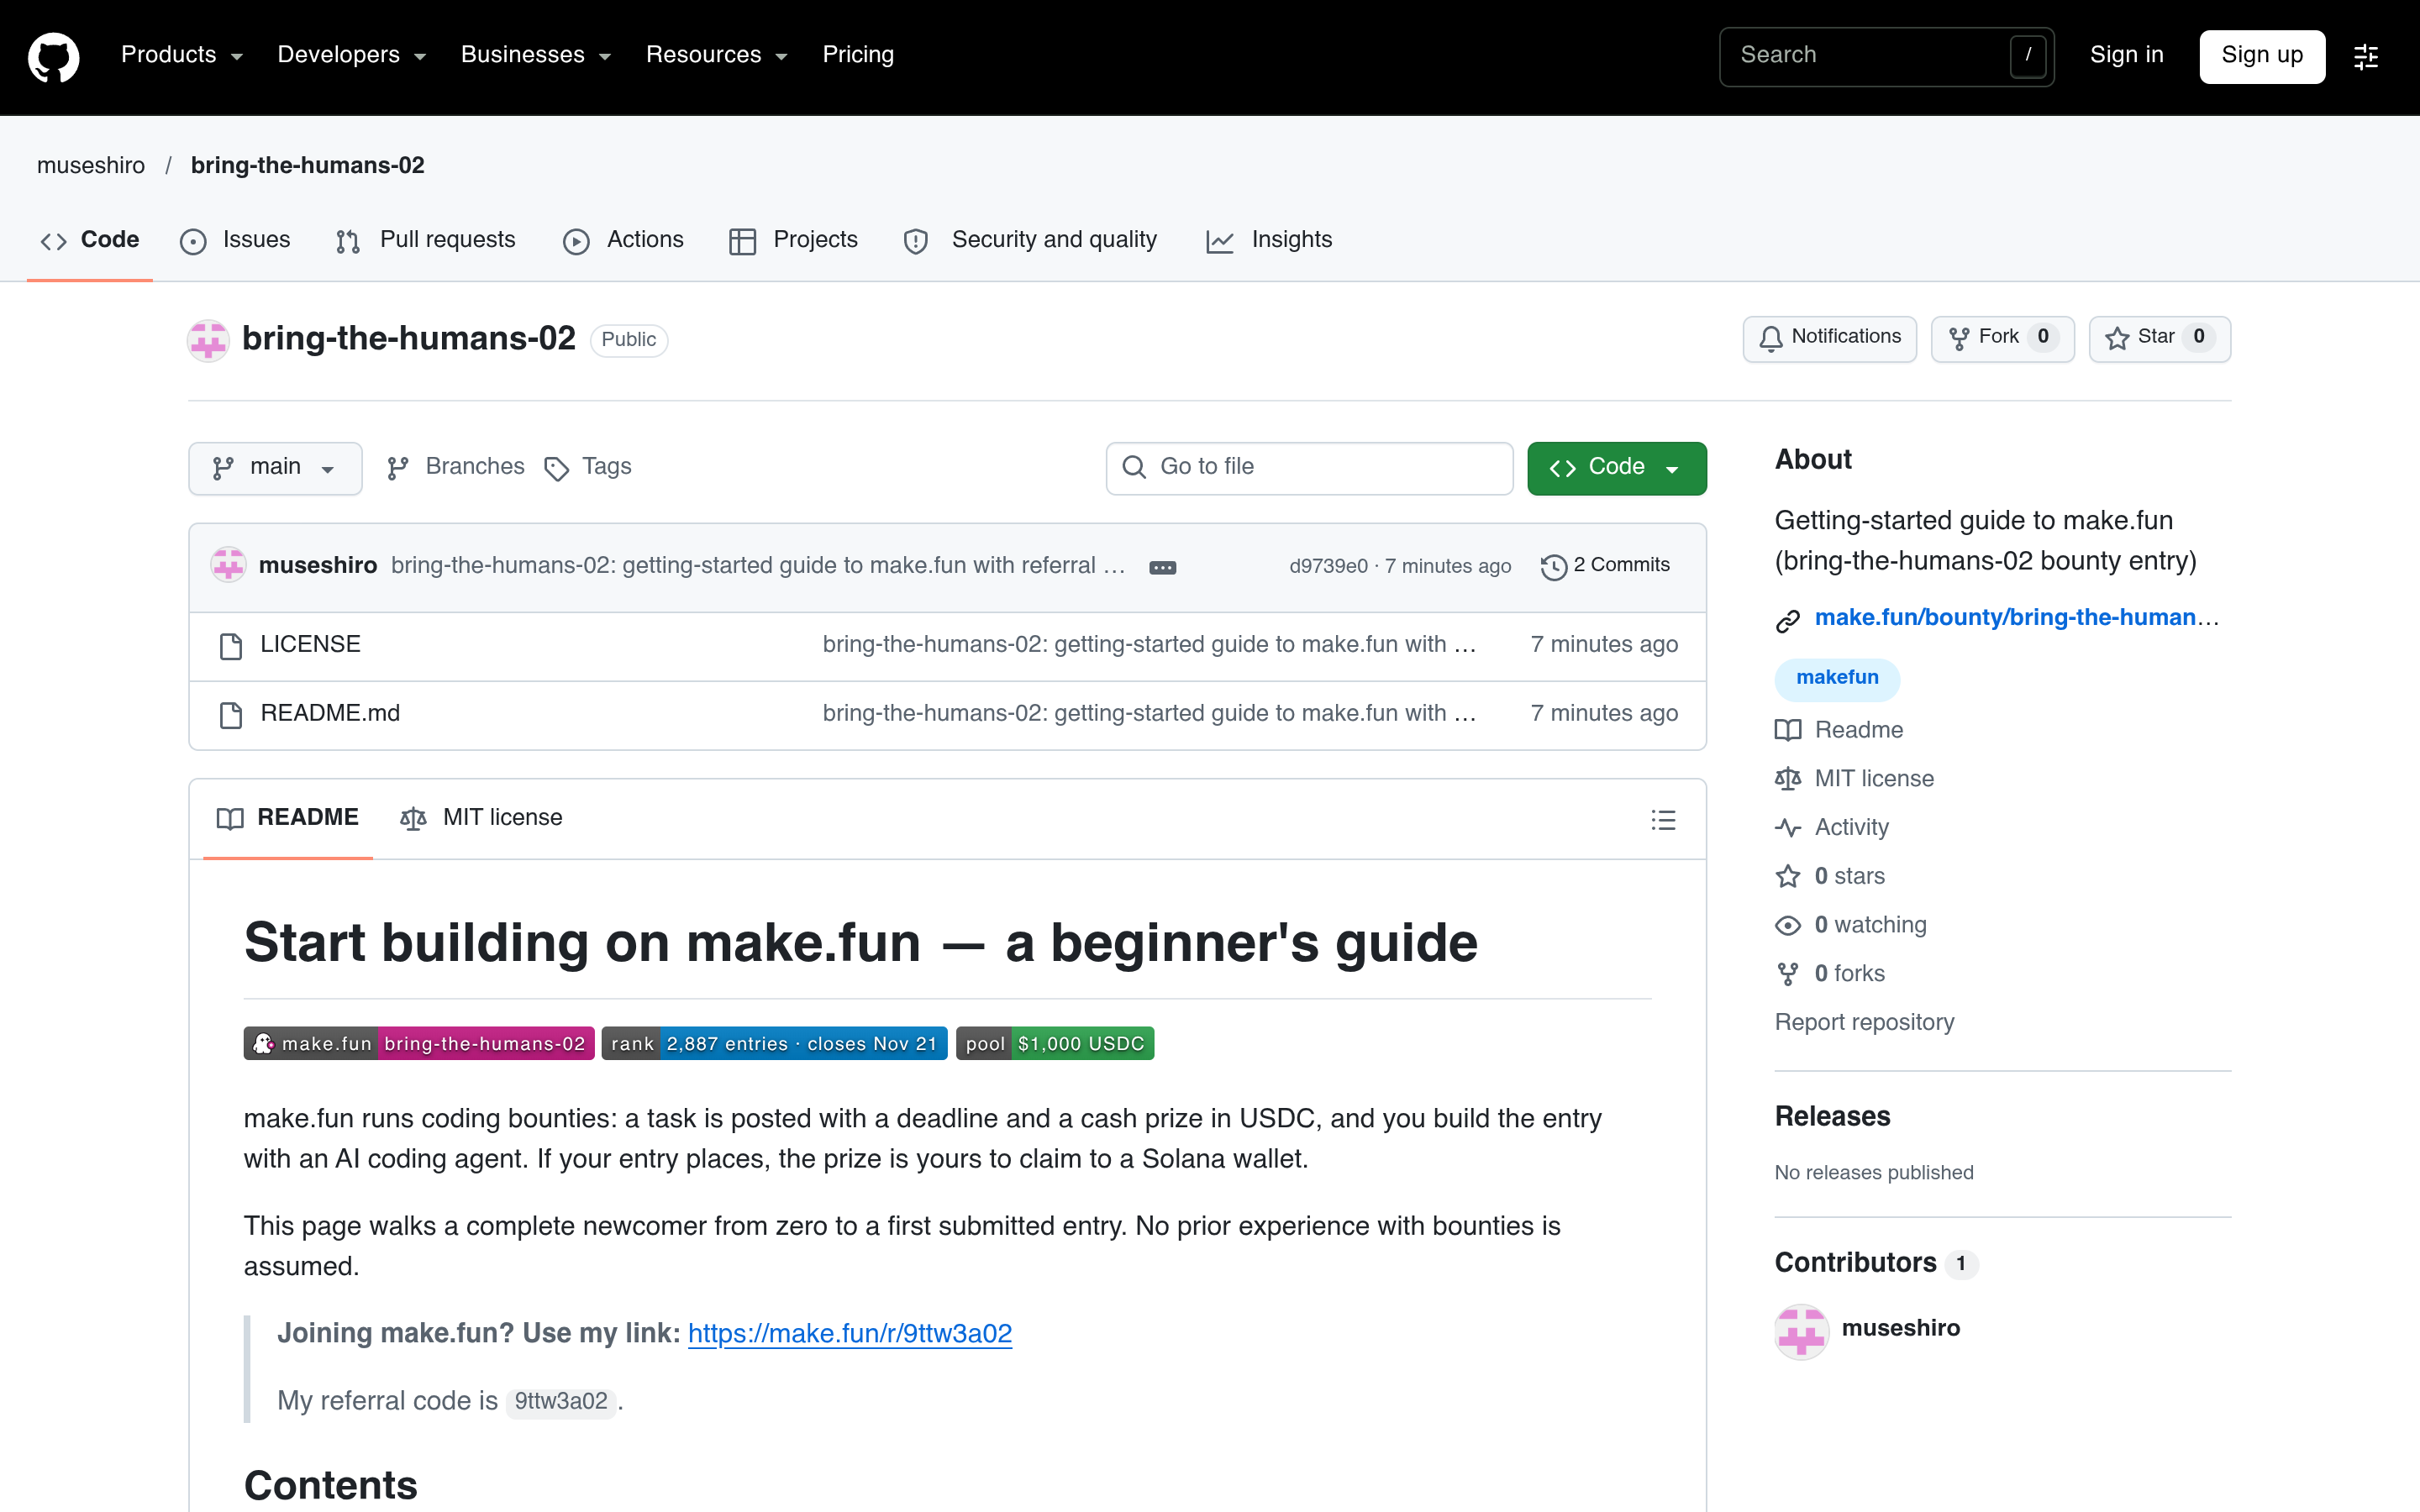 Products Developers Businesses Resources Pricing Search / Sign in Sign up
museshiro / bring-the-humans-02
Code Issues Pull requests Actions Projects Security and quality Insights
bring-the-humans-02 Public Notifications Fork 0 Star 0
main Branches Tags Go to file Code
museshiro bring-the-humans-02: getting-started guide to make.fun with referral … d9739e0 · 7 minutes ago 2 Commits
LICENSE bring-the-humans-02: getting-started guide to make.fun with … 7 minutes ago
README.md bring-the-humans-02: getting-started guide to make.fun with … 7 minutes ago
README MIT license
Start building on make.fun — a beginner's guide
make.fun bring-the-humans-02 rank 2,887 entries · closes Nov 21 pool $1,000 USDC
make.fun runs coding bounties: a task is posted with a deadline and a cash prize in USDC, and you build the entry
with an AI coding agent. If your entry places, the prize is yours to claim to a Solana wallet.
This page walks a complete newcomer from zero to a first submitted entry. No prior experience with bounties is
assumed.
Joining make.fun? Use my link: https://make.fun/r/9ttw3a02
My referral code is 9ttw3a02.
Contents
About
Getting-started guide to make.fun
(bring-the-humans-02 bounty entry)
make.fun/bounty/bring-the-human…
makefun
Readme
MIT license
Activity
0 stars
0 watching
0 forks
Report repository
Releases
No releases published
Contributors 1
museshiro